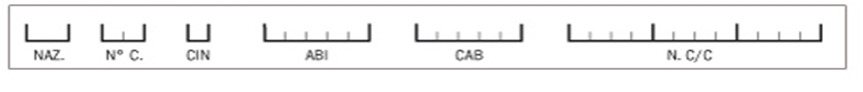 NAZ. N° C. CIN ABI CAB N. C/C